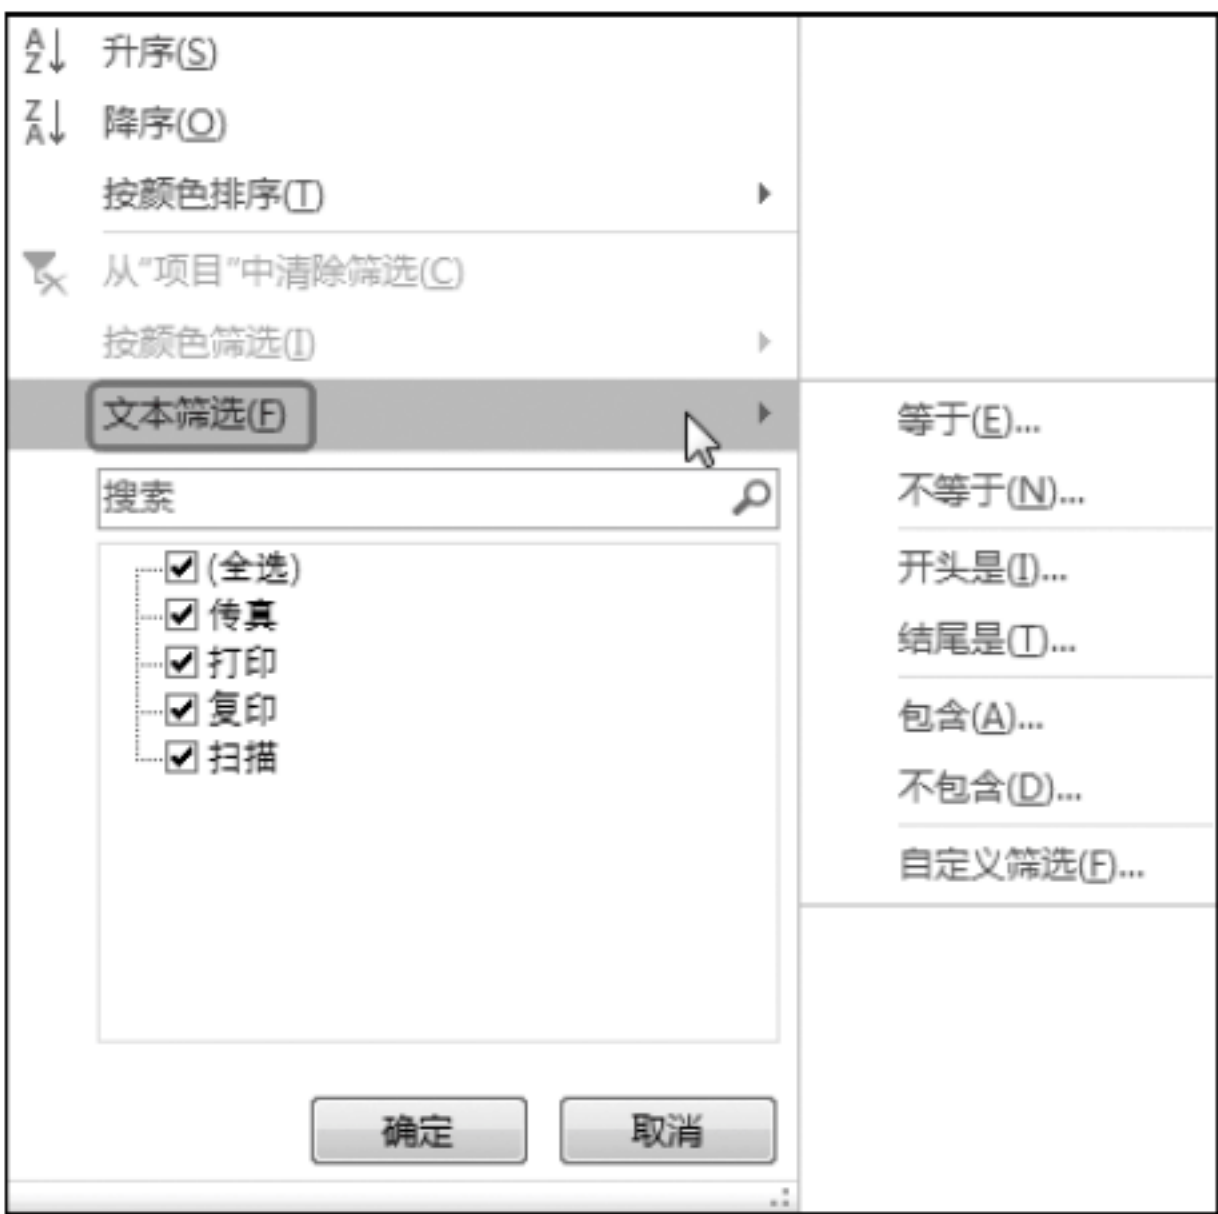 升序(S)
降序(O)
按颜色排序(T)
从"项目"中清除筛选(C)
按颜色筛选(I)
文本筛选(F)
搜索
(全选)
传真
打印
复印
扫描
确定
取消
等于(E)...
不等于(N)...
开头是(I)...
结尾是(T)...
包含(A)...
不包含(D)...
自定义筛选(F)...